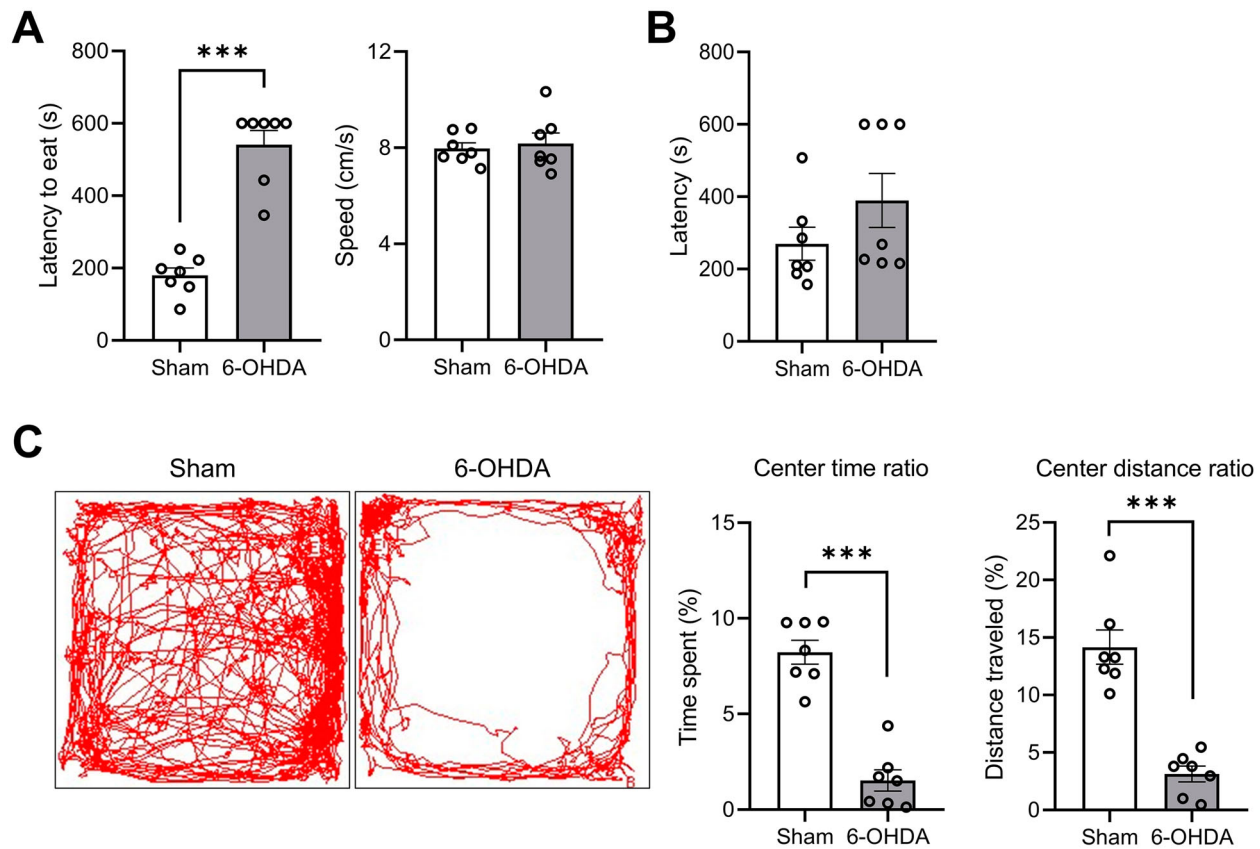 A
Latency to eat (s)
800
600
400
200
0
***
Sham
6-OHDA
Speed (cm/s)
12
8
4
0
Sham
6-OHDA
B
Latency (s)
800
600
400
200
0
Sham
6-OHDA
C
Sham
6-OHDA
E
E
B
Center time ratio
Time spent (%)
15
10
5
0
***
Sham
6-OHDA
Center distance ratio
Distance traveled (%)
25
20
15
10
5
0
***
Sham
6-OHDA